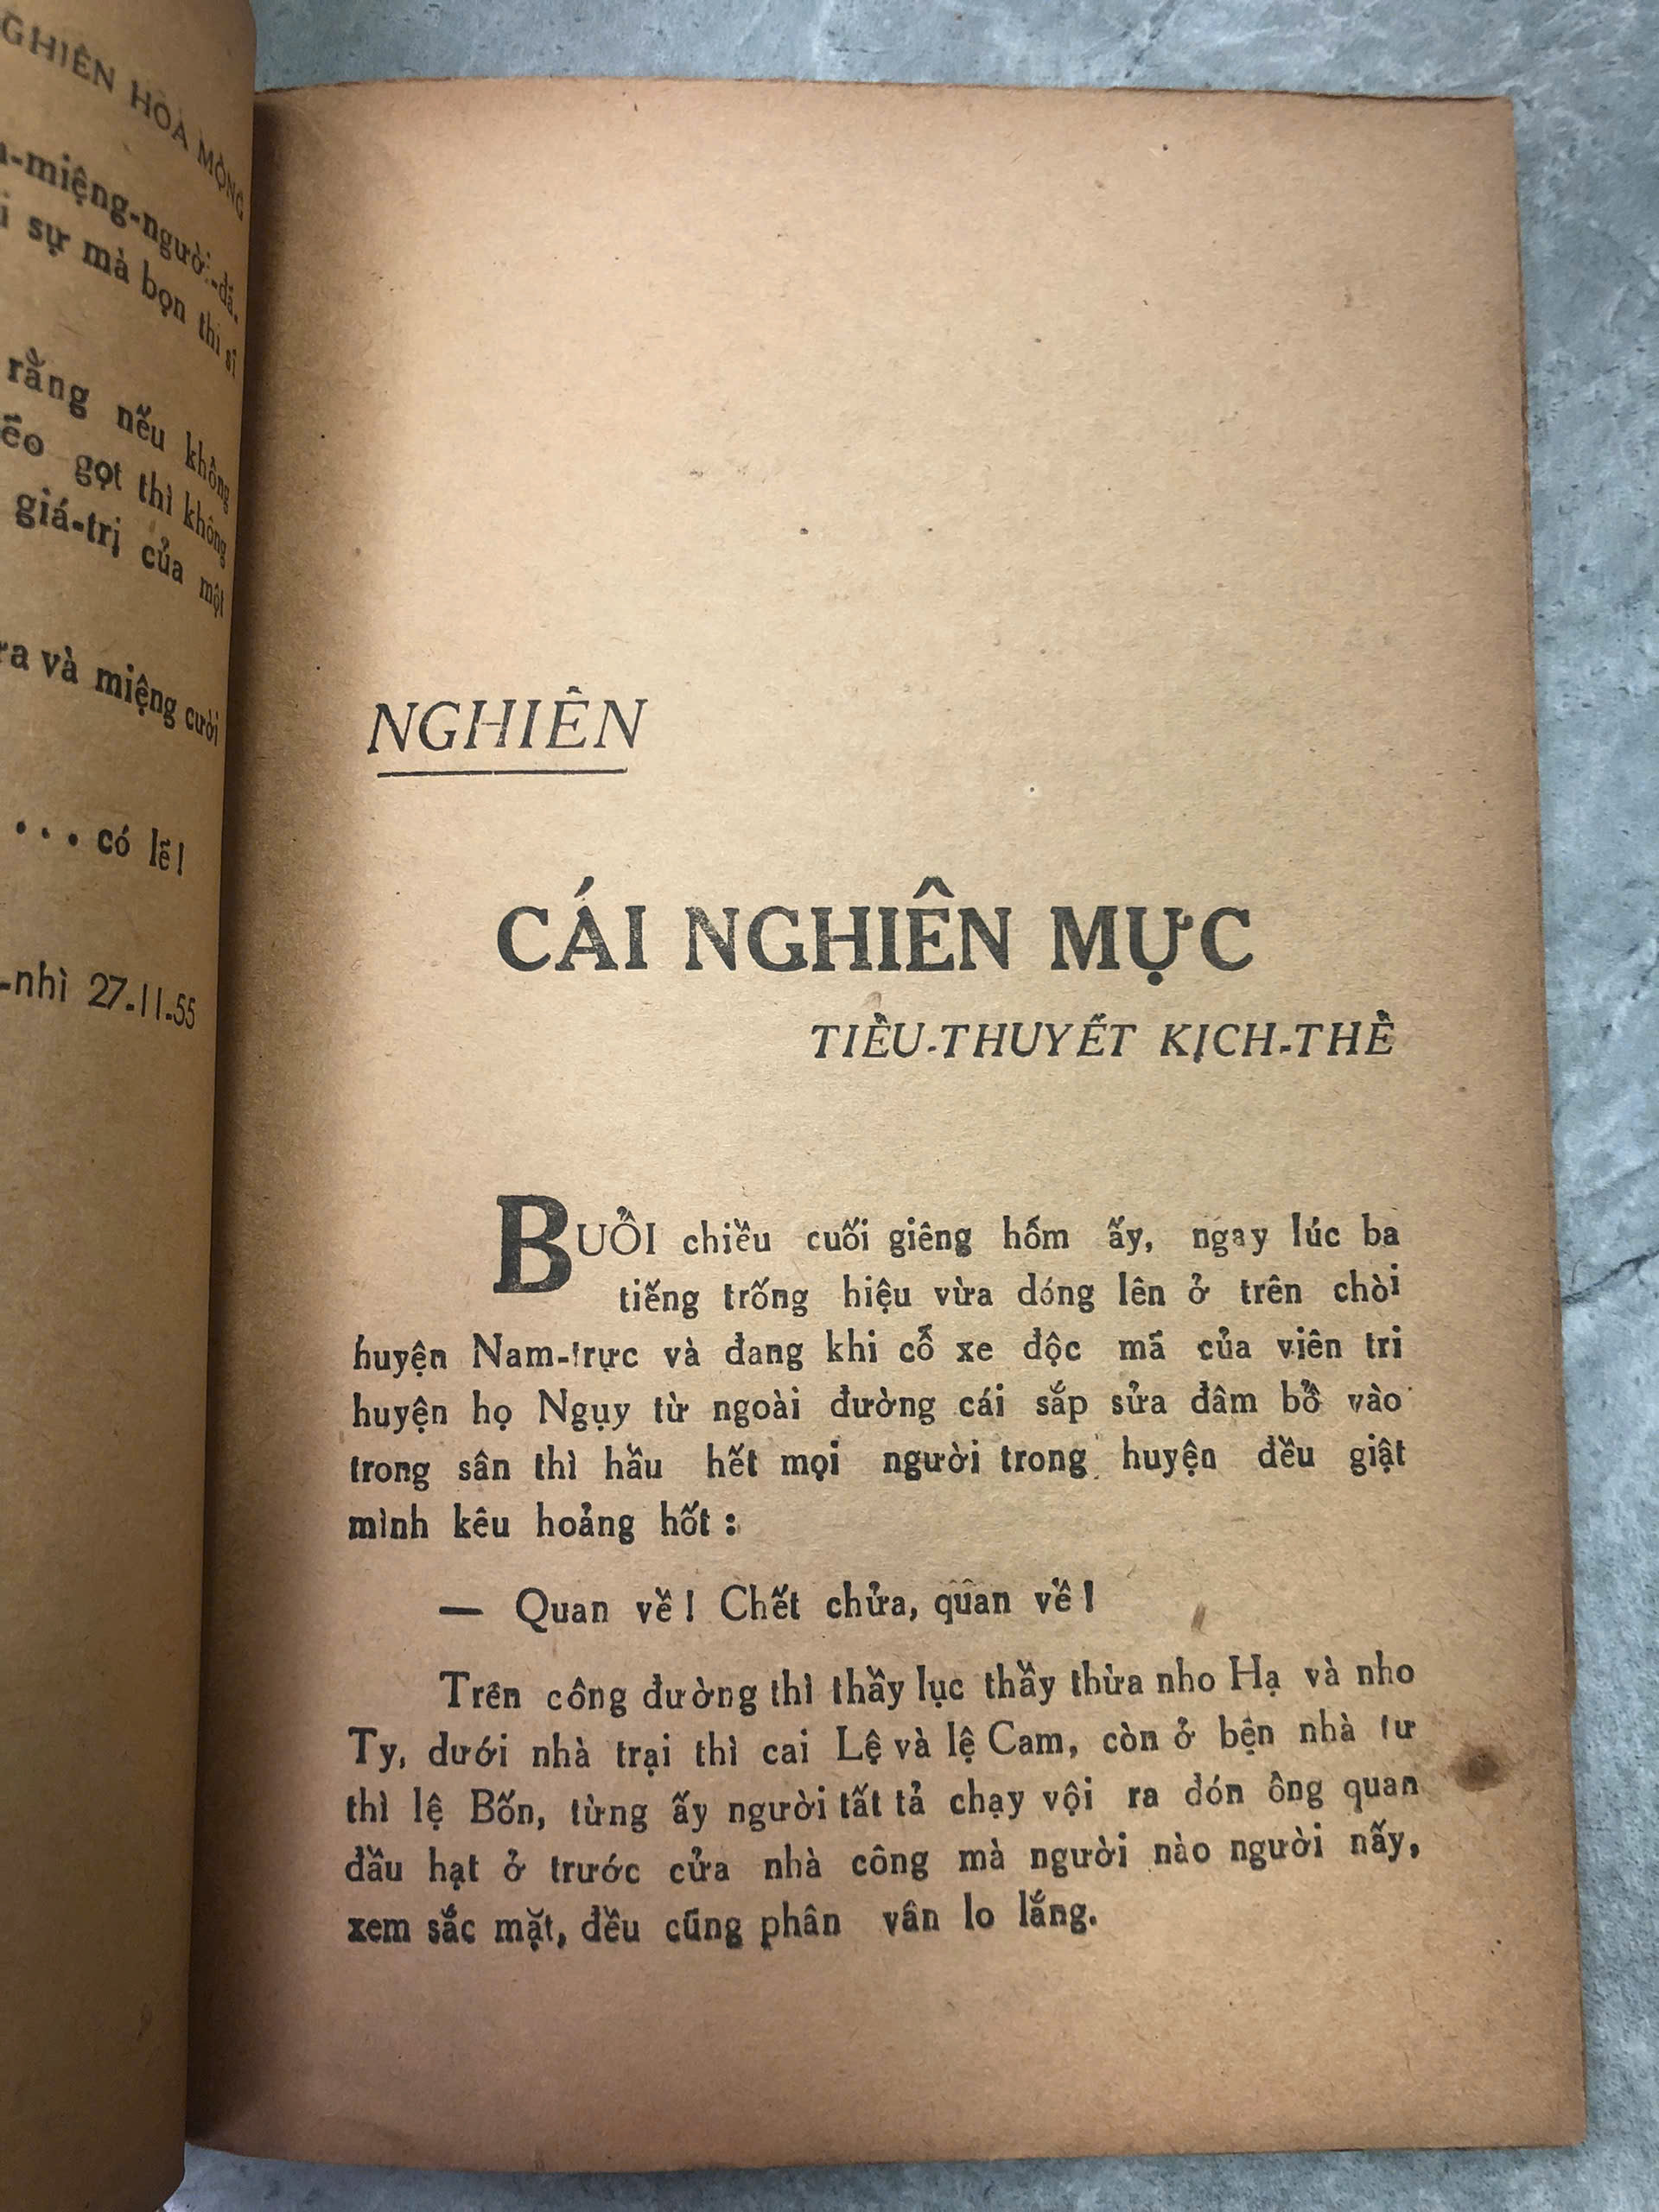 GHIÊN HOA MỘNG
-miệng-người-đã-
sự mà bọn thi sĩ
rằng nếu không
gọt thì không
giá-trị của một
ra và miệng cười
... có lẽ!
-nhì 27-11-55
NGHIÊN
CÁI NGHIÊN MỰC
TIỂU-THUYẾT KỊCH-THỂ
BUỔI chiều cuối giêng hốm ấy, ngay lúc ba
tiếng trống hiệu vừa dóng lên ở trên chòi
huyện Nam-trực và đang khi cỗ xe độc mã của viên tri
huyện họ Ngụy từ ngoài đường cái sắp sửa đâm bổ vào
trong sân thì hầu hết mọi người trong huyện đều giật
mình kêu hoảng hốt :
— Quan về! Chết chửa, quan về!
Trên công đường thì thầy lục thầy thừa nho Hạ và nho
Ty, dưới nhà trại thì cai Lệ và lệ Cam, còn ở bện nhà tư
thì lệ Bốn, từng ấy người tất tả chạy vội ra đón ông quan
đầu hạt ở trước cửa nhà công mà người nào người nấy,
xem sắc mặt, đều cũng phân vân lo lắng.